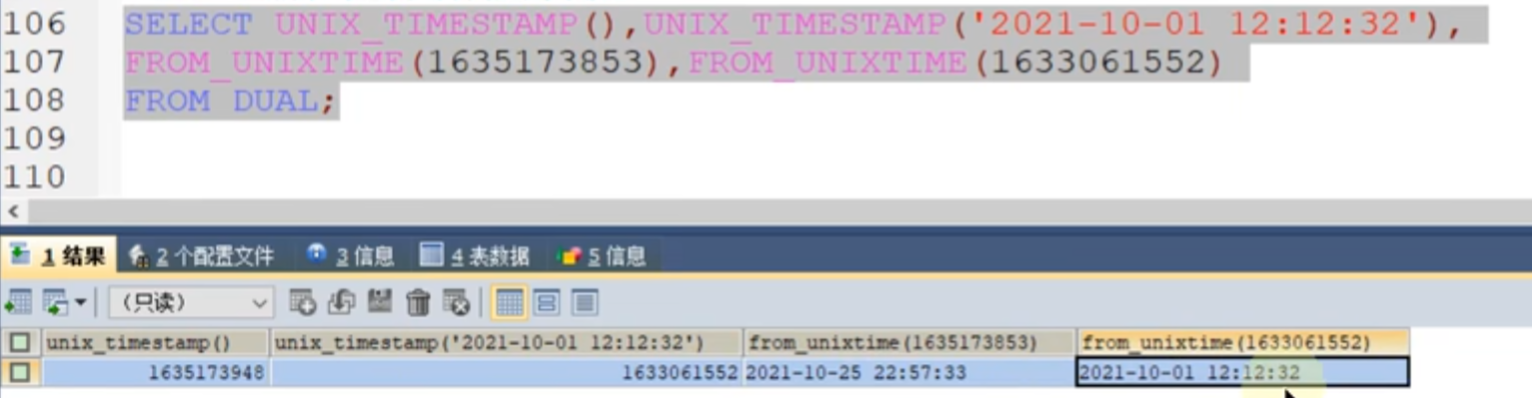 106 SELECT UNIX_TIMESTAMP(),UNIX_TIMESTAMP('2021-10-01 12:12:32'),
107 FROM_UNIXTIME(1635173853),FROM_UNIXTIME(1633061552)
108 FROM DUAL;
109
110
1 结果 2 个配置文件 3 信息 4 表数据 5 信息
（只读）
unix_timestamp() unix_timestamp('2021-10-01 12:12:32') from_unixtime(1635173853) from_unixtime(1633061552)
1635173948 1633061552 2021-10-25 22:57:33 2021-10-01 12:12:32